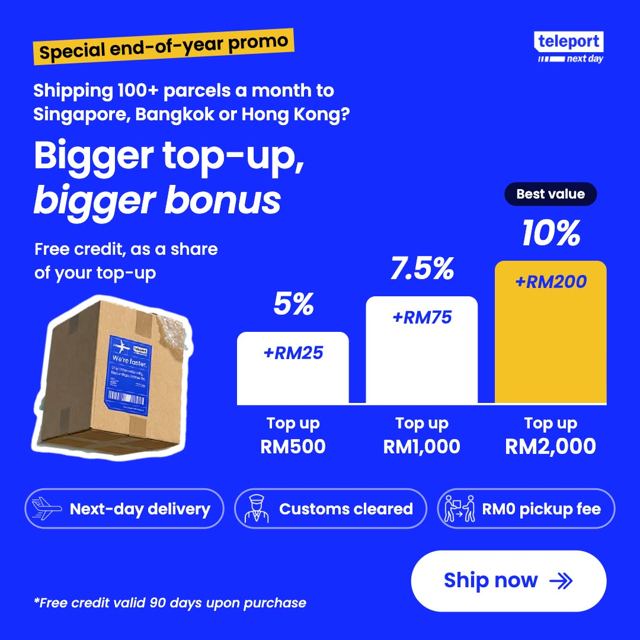 Special end-of-year promo
teleport
next day
Shipping 100+ parcels a month to
Singapore, Bangkok or Hong Kong?
Bigger top-up,
bigger bonus
Free credit, as a share
of your top-up
5%
+RM25
Top up
RM500
7.5%
+RM75
Top up
RM1,000
Best value
10%
+RM200
Top up
RM2,000
teleport
We're faster.
Next-day delivery
Customs cleared
RM0 pickup fee
Ship now
*Free credit valid 90 days upon purchase